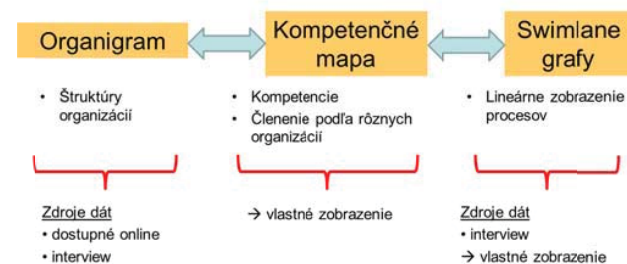 Organigram
Kompetenčné
mapa
Swimlane
grafy
• Štruktúry
organizácií
• Kompetencie
• Členenie podľa rôznych
organizácií
• Lineárne zobrazenie
procesov
Zdroje dát
• dostupné online
• interview
→ vlastné zobrazenie
Zdroje dát
• interview
→ vlastné zobrazenie